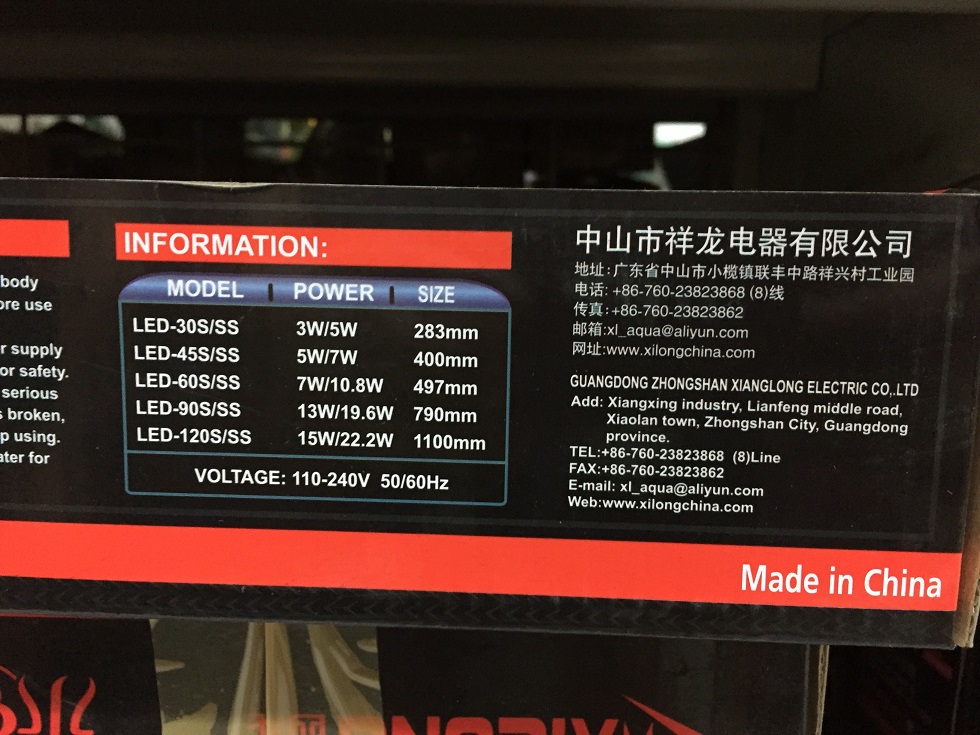 body
ore use
r supply
or safety.
serious
s broken,
p using.
ater for
INFORMATION:
MODEL POWER SIZE
LED-30S/SS 3W/5W 283mm
LED-45S/SS 5W/7W 400mm
LED-60S/SS 7W/10.8W 497mm
LED-90S/SS 13W/19.6W 790mm
LED-120S/SS 15W/22.2W 1100mm
VOLTAGE: 110-240V 50/60Hz
中山市祥龙电器有限公司
地址:广东省中山市小榄镇联丰中路祥兴村工业园
电话: +86-760-23823868 (8)线
传真:+86-760-23823862
邮箱:xl_aqua@aliyun.com
网址:www.xilongchina.com
GUANGDONG ZHONGSHAN XIANGLONG ELECTRIC CO,.LTD
Add: Xiangxing industry, Lianfeng middle road,
Xiaolan town, Zhongshan City, Guangdong
province.
TEL:+86-760-23823868 (8)Line
FAX:+86-760-23823862
E-mail: xl_aqua@aliyun.com
Web:www.xilongchina.com
Made in China